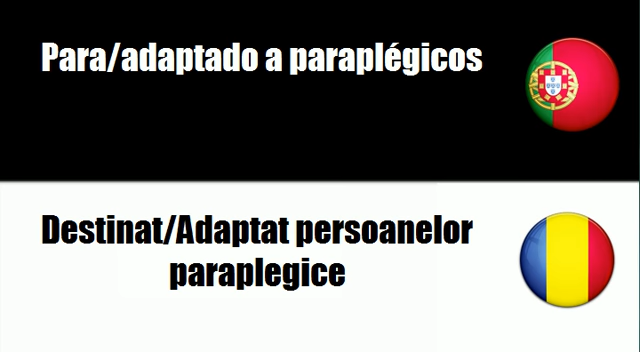 Para/adaptado a paraplégicos
Destinat/Adaptat persoanelor
paraplegice